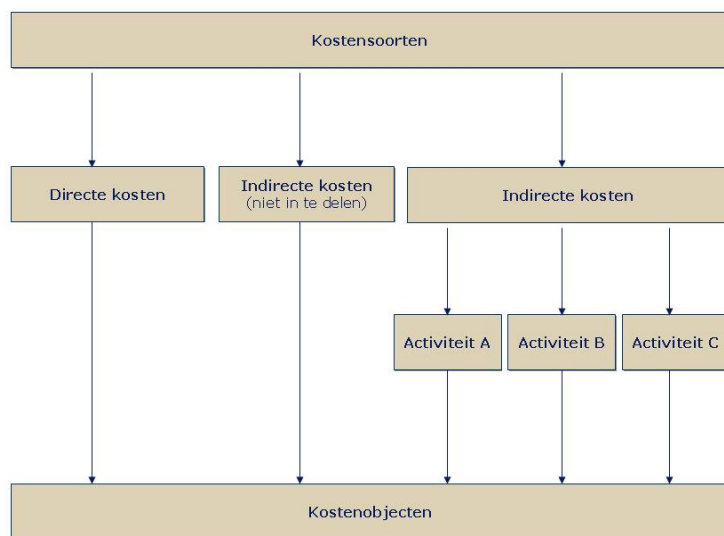 Kostensoorten
Directe kosten
Indirecte kosten
(niet in te delen)
Indirecte kosten
Activiteit A
Activiteit B
Activiteit C
Kostenobjecten